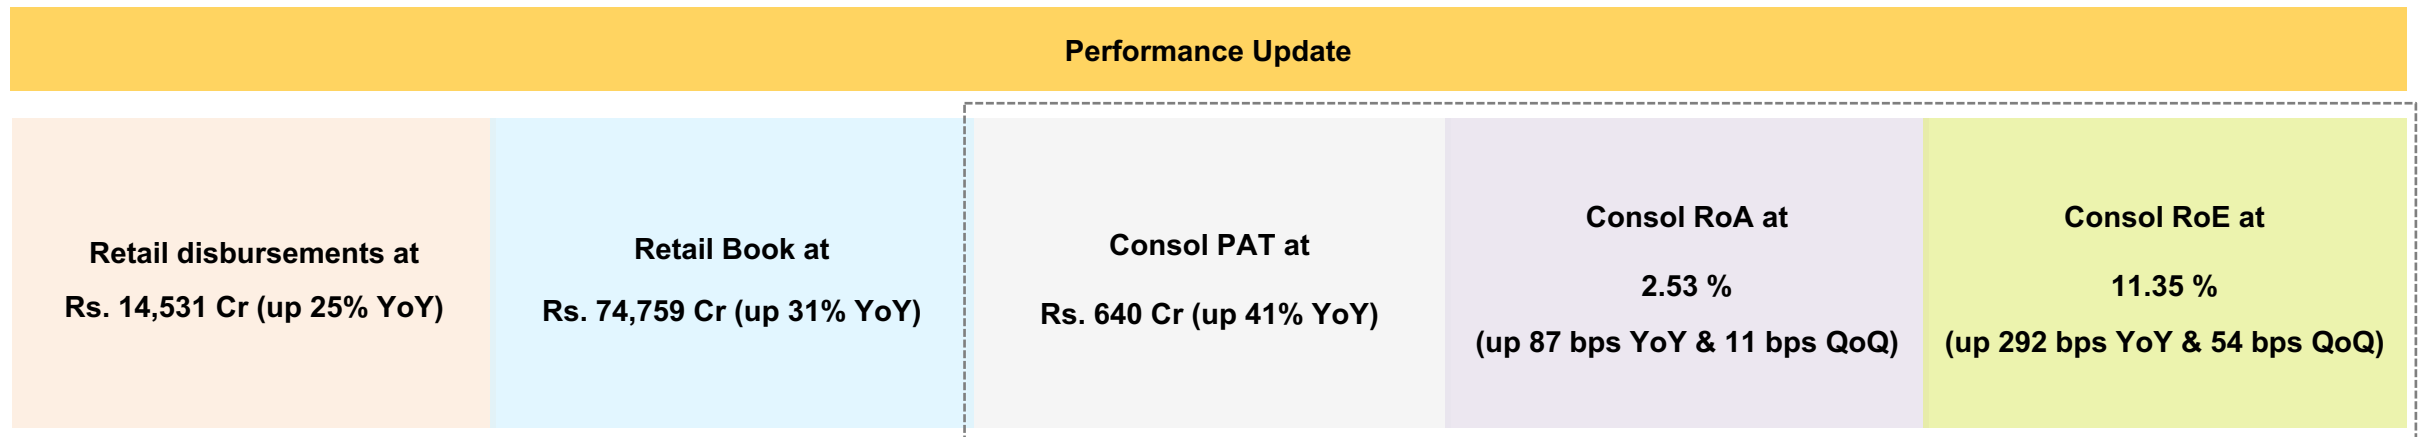 Performance Update
Retail disbursements at
Rs. 14,531 Cr (up 25% YoY)
Retail Book at
Rs. 74,759 Cr (up 31% YoY)
Consol PAT at
Rs. 640 Cr (up 41% YoY)
Consol RoA at
2.53 %
(up 87 bps YoY & 11 bps QoQ)
Consol RoE at
11.35 %
(up 292 bps YoY & 54 bps QoQ)